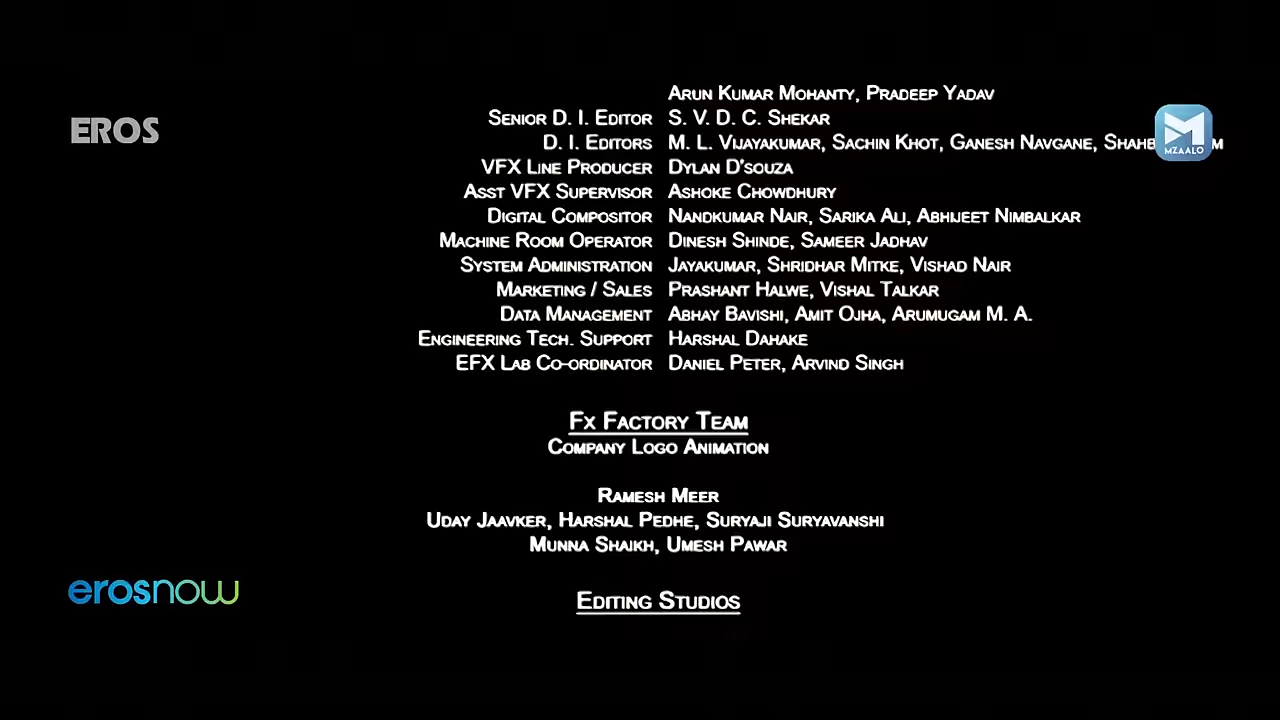 Arun Kumar Mohanty, Pradeep Yadav
EROS
Senior D. I. Editor S. V. D. C. Shekar
D. I. Editors M. L. Vijayakumar, Sachin Khot, Ganesh Navgane,
MZAALO
VFX Line Producer Dylan D'souza
Asst VFX Supervisor Ashoke Chowdhury
Digital Compositor Nandkumar Nair, Sarika Ali, Abhijeet Nimbalkar
Machine Room Operator Dinesh Shinde, Sameer Jadhav
System Administration Jayakumar, Shridhar Mitke, Vishad Nair
Marketing / Sales Prashant Halwe, Vishal Talkar
Data Management Abhay Bavishi, Amit Ojha, Arumugam M. A.
Engineering Tech. Support Harshal Dahake
EFX Lab Co-ordinator Daniel Peter, Arvind Singh
Fx Factory Team
Company Logo Animation
Ramesh Meer
Uday Jaavker, Harshal Pedhe, Suryaji Suryavanshi
Munna Shaikh, Umesh Pawar
erosnow
Editing Studios